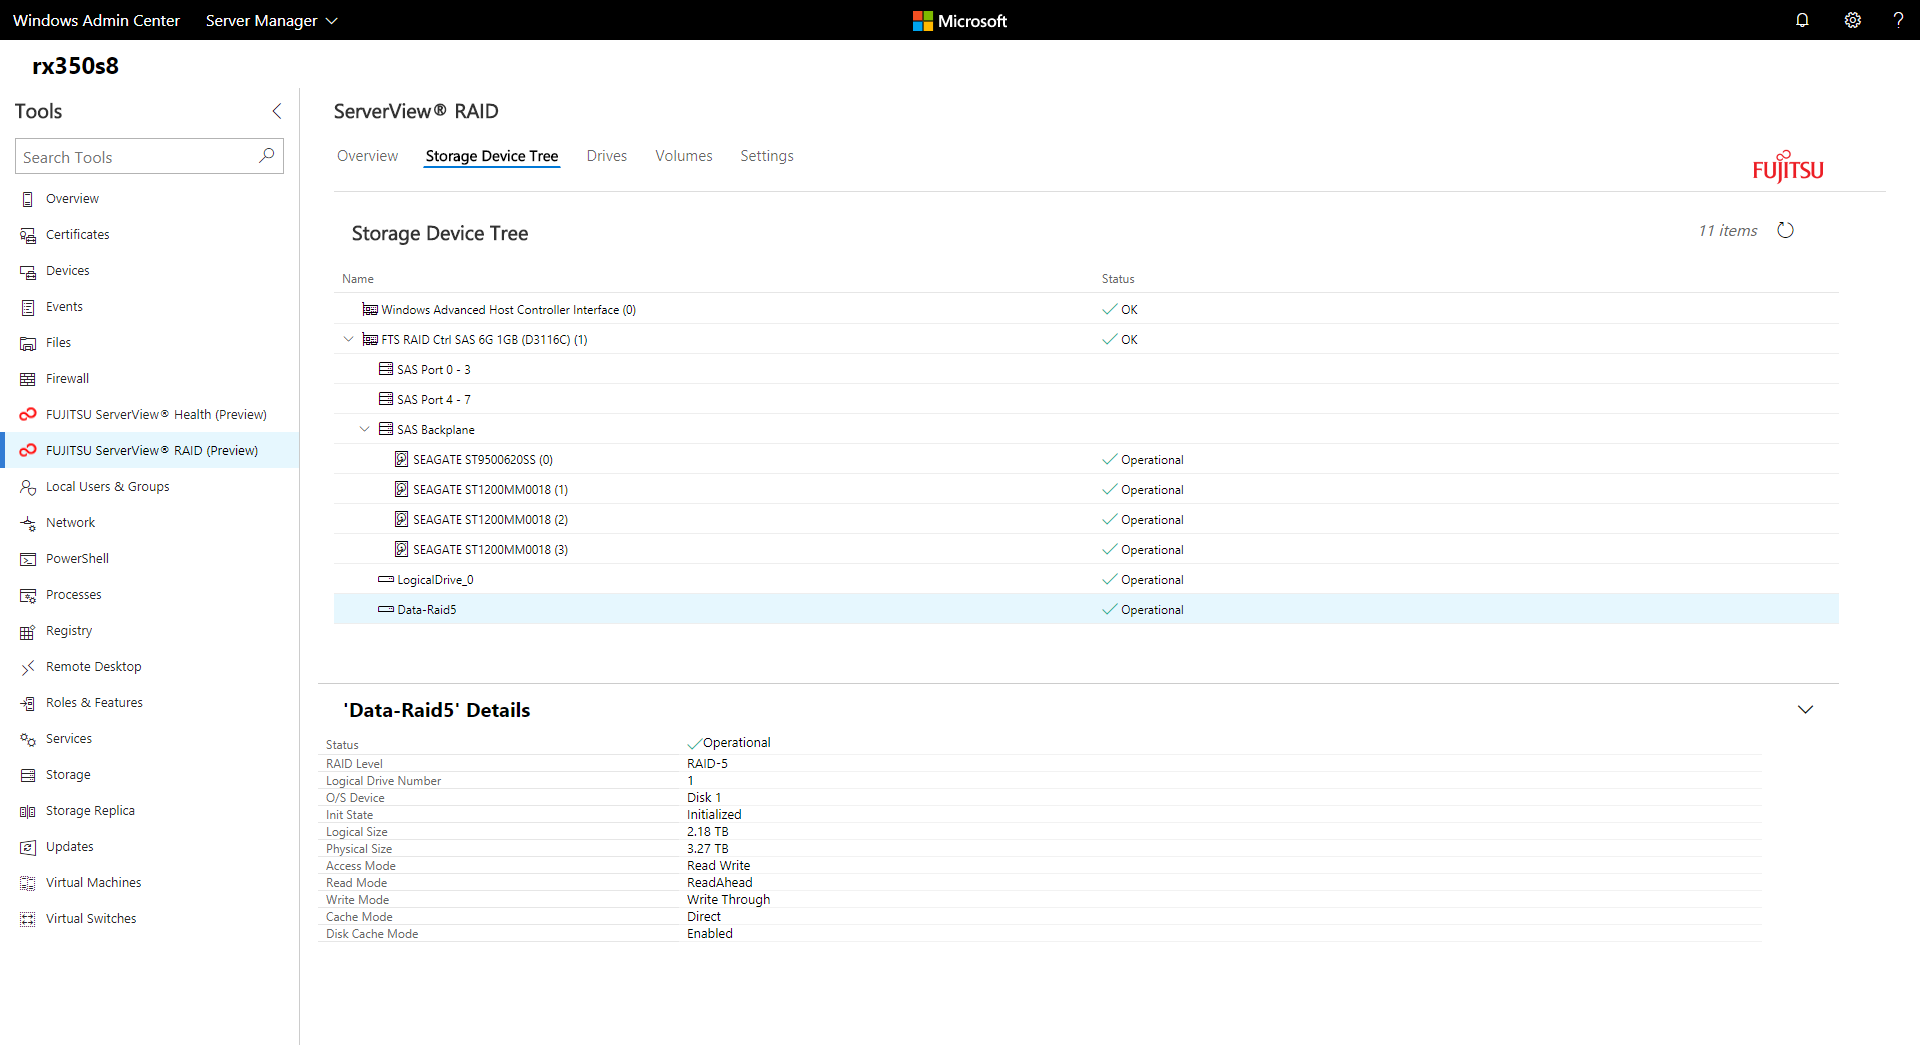 Windows Admin Center Server Manager Microsoft ?
rx350s8
Tools
Search Tools
Overview
Certificates
Devices
Events
Files
Firewall
FUJITSU ServerView® Health (Preview)
FUJITSU ServerView® RAID (Preview)
Local Users & Groups
Network
PowerShell
Processes
Registry
Remote Desktop
Roles & Features
Services
Storage
Storage Replica
Updates
Virtual Machines
Virtual Switches
ServerView® RAID
Overview Storage Device Tree Drives Volumes Settings
FUJITSU
Storage Device Tree 11 items
Name Status
Windows Advanced Host Controller Interface (0) OK
FTS RAID Ctrl SAS 6G 1GB (D3116C) (1) OK
SAS Port 0 - 3
SAS Port 4 - 7
SAS Backplane
SEAGATE ST9500620SS (0) Operational
SEAGATE ST1200MM0018 (1) Operational
SEAGATE ST1200MM0018 (2) Operational
SEAGATE ST1200MM0018 (3) Operational
LogicalDrive_0 Operational
Data-Raid5 Operational
'Data-Raid5' Details
Status Operational
RAID Level RAID-5
Logical Drive Number 1
O/S Device Disk 1
Init State Initialized
Logical Size 2.18 TB
Physical Size 3.27 TB
Access Mode Read Write
Read Mode ReadAhead
Write Mode Write Through
Cache Mode Direct
Disk Cache Mode Enabled